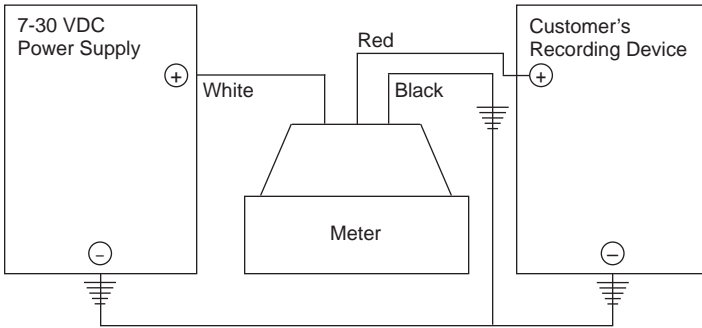 7-30 VDC
Power Supply
+
White
Red
Black
Customer's
Recording Device
+
Meter
–
–